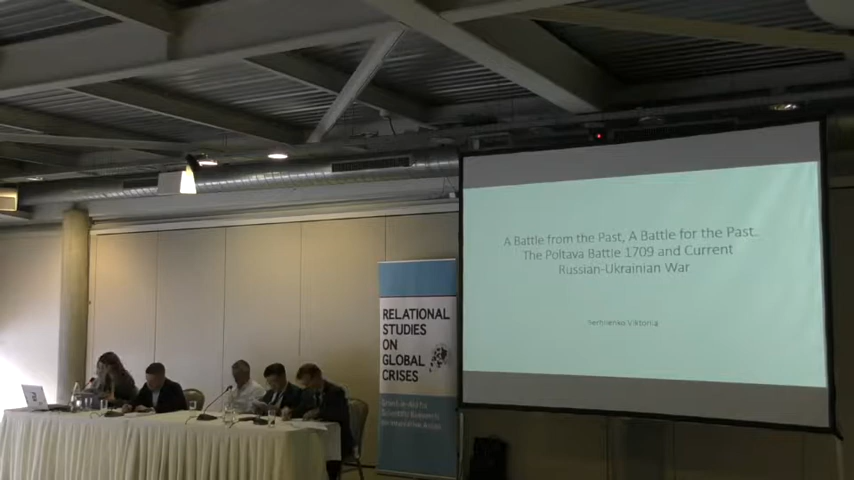 A Battle from the Past, A Battle for the Past.
The Poltava Battle 1709 and Current
Russian-Ukrainian War
Viktoriia
RELATIONAL
STUDIES
ON
GLOBAL
CRISES